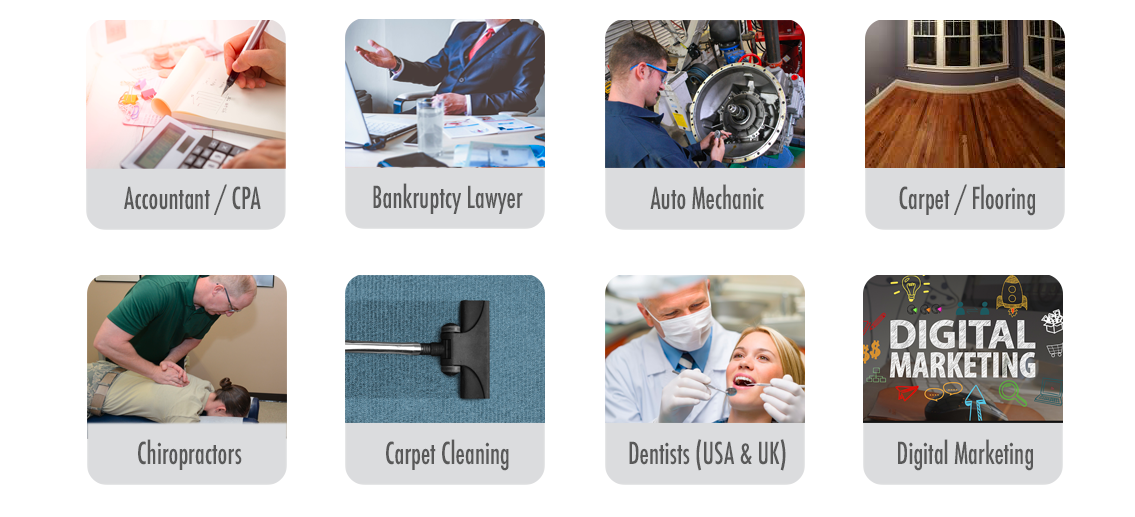 Accountant / CPA
Bankruptcy Lawyer
Auto Mechanic
Carpet / Flooring
DIGITAL
MARKETING
Chiropractors
Carpet Cleaning
Dentists (USA & UK)
Digital Marketing